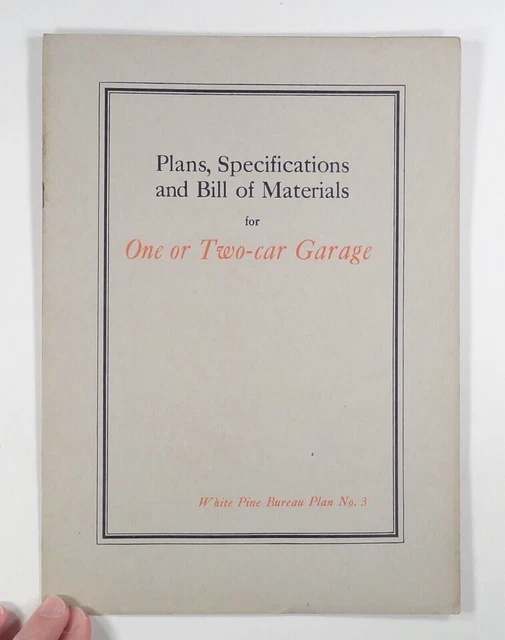 Plans, Specifications
and Bill of Materials
for
One or Two-car Garage
White Pine Bureau Plan No. 3